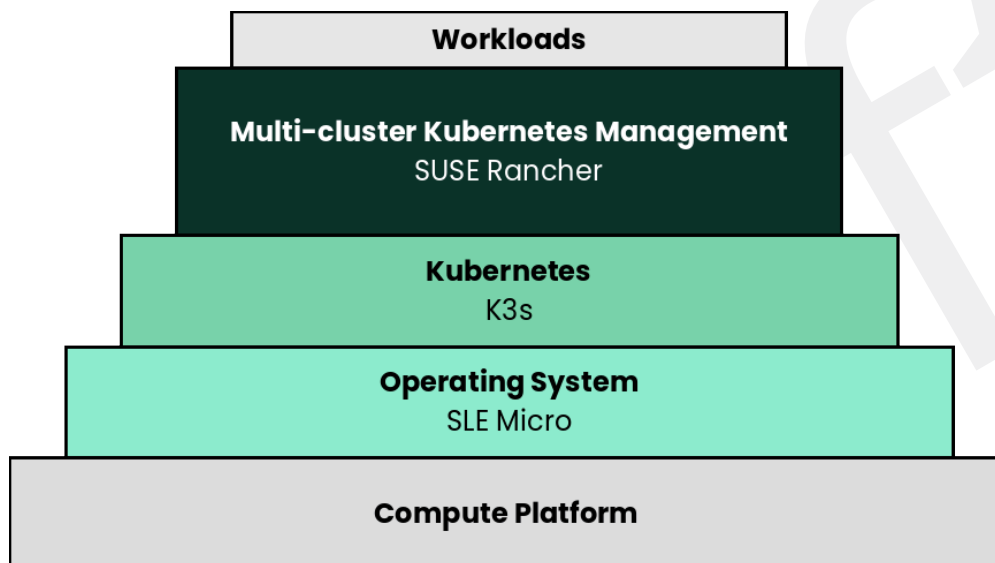 Workloads
Multi-cluster Kubernetes Management
SUSE Rancher
Kubernetes
K3s
Operating System
SLE Micro
Compute Platform